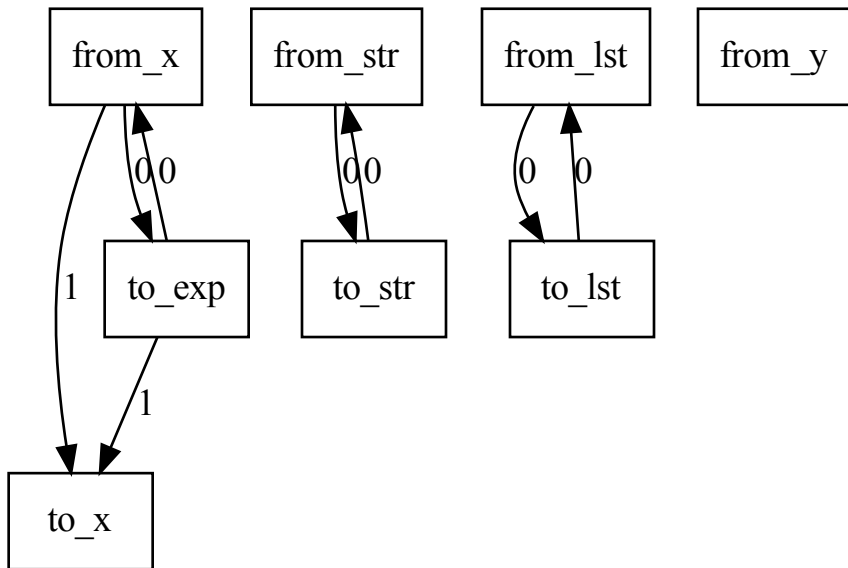 from_x
from_str
from_lst
from_y
0
0
0
0
0
0
to_exp
to_str
to_lst
1
1
to_x